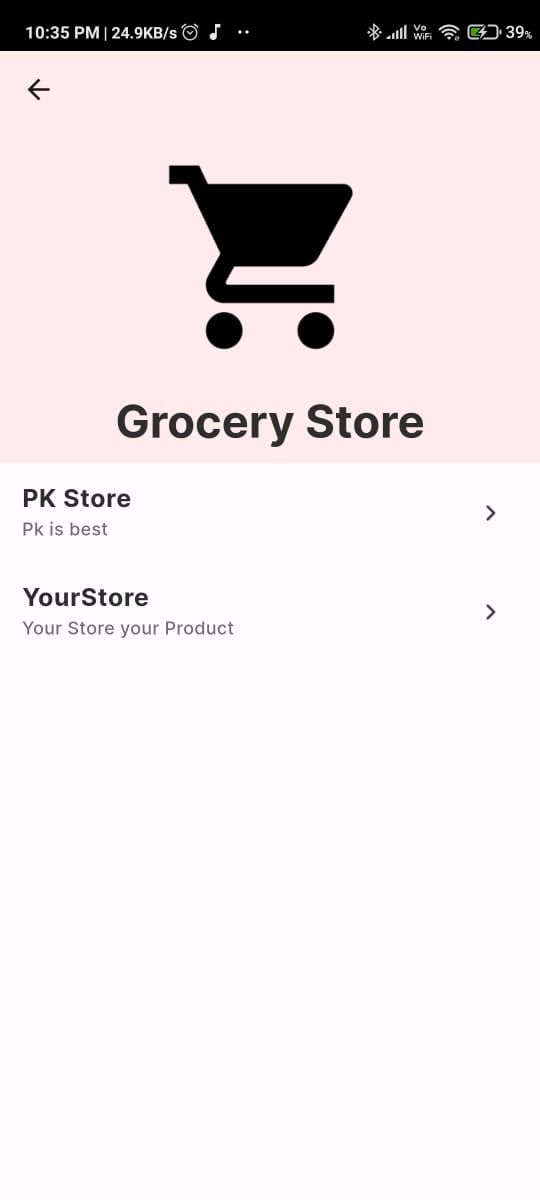 10:35 PM | 24.9KB/s
Vo
WiFi
39%
Grocery Store
PK Store
Pk is best
YourStore
Your Store your Product